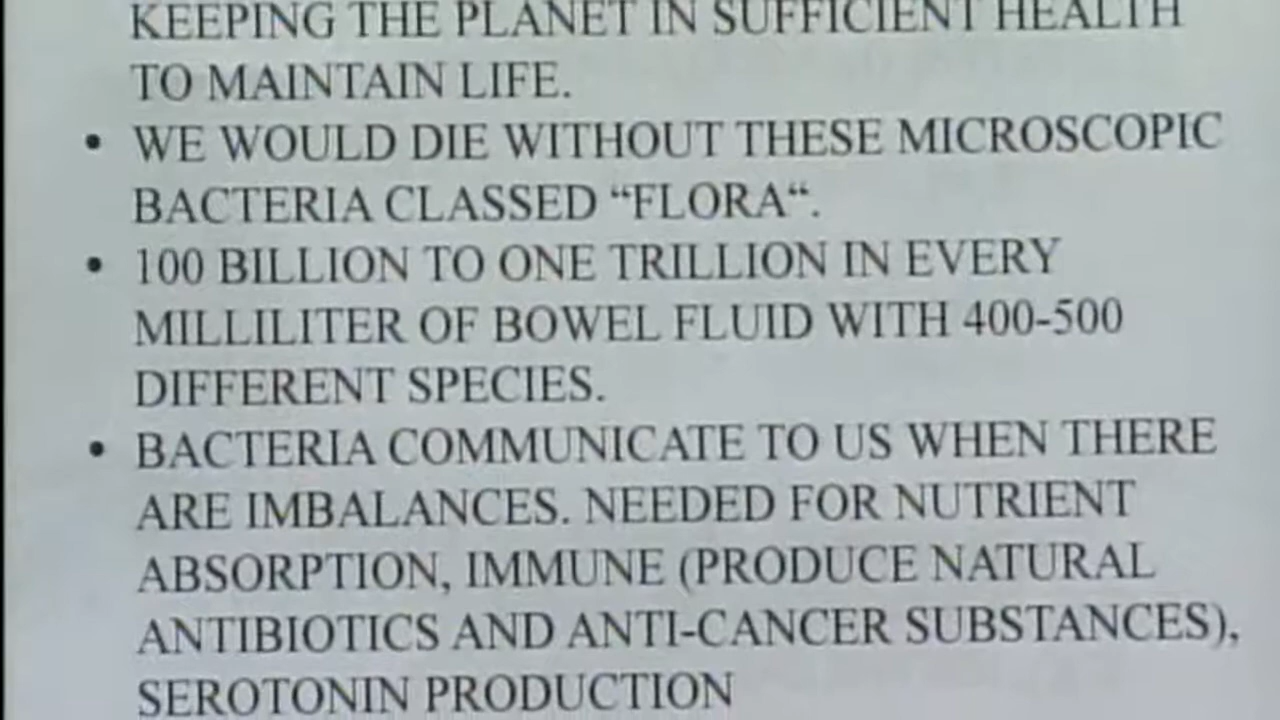 KEEPING THE PLANET IN SUFFICIENT HEALTH
TO MAINTAIN LIFE.
• WE WOULD DIE WITHOUT THESE MICROSCOPIC
BACTERIA CLASSED “FLORA“.
• 100 BILLION TO ONE TRILLION IN EVERY
MILLILITER OF BOWEL FLUID WITH 400-500
DIFFERENT SPECIES.
• BACTERIA COMMUNICATE TO US WHEN THERE
ARE IMBALANCES. NEEDED FOR NUTRIENT
ABSORPTION, IMMUNE (PRODUCE NATURAL
ANTIBIOTICS AND ANTI-CANCER SUBSTANCES),
SEROTONIN PRODUCTION